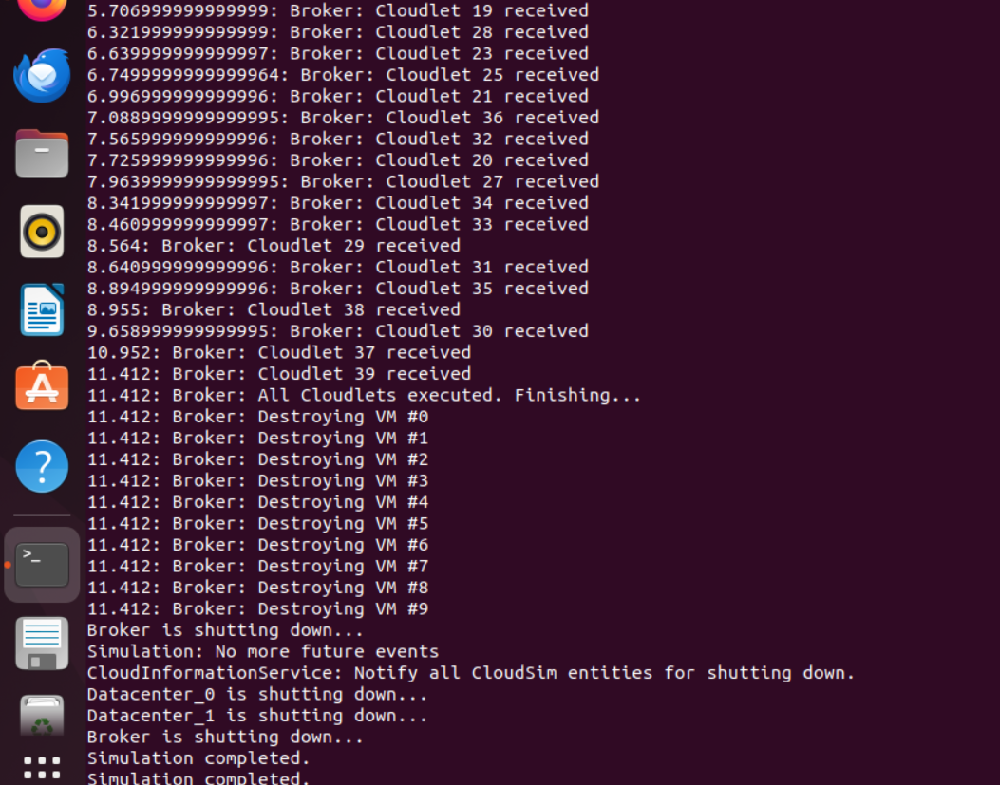 5.706999999999999: Broker: Cloudlet 19 received
6.321999999999999: Broker: Cloudlet 28 received
6.639999999999997: Broker: Cloudlet 23 received
6.7499999999999964: Broker: Cloudlet 25 received
6.996999999999996: Broker: Cloudlet 21 received
7.0889999999999995: Broker: Cloudlet 36 received
7.565999999999996: Broker: Cloudlet 32 received
7.725999999999996: Broker: Cloudlet 20 received
7.9639999999999995: Broker: Cloudlet 27 received
8.341999999999997: Broker: Cloudlet 34 received
8.460999999999997: Broker: Cloudlet 33 received
8.564: Broker: Cloudlet 29 received
8.640999999999996: Broker: Cloudlet 31 received
8.894999999999996: Broker: Cloudlet 35 received
8.955: Broker: Cloudlet 38 received
9.658999999999995: Broker: Cloudlet 30 received
10.952: Broker: Cloudlet 37 received
11.412: Broker: Cloudlet 39 received
11.412: Broker: All Cloudlets executed. Finishing...
11.412: Broker: Destroying VM #0
11.412: Broker: Destroying VM #1
11.412: Broker: Destroying VM #2
11.412: Broker: Destroying VM #3
11.412: Broker: Destroying VM #4
11.412: Broker: Destroying VM #5
11.412: Broker: Destroying VM #6
11.412: Broker: Destroying VM #7
11.412: Broker: Destroying VM #8
11.412: Broker: Destroying VM #9
Broker is shutting down...
Simulation: No more future events
CloudInformationService: Notify all CloudSim entities for shutting down.
Datacenter_0 is shutting down...
Datacenter_1 is shutting down...
Broker is shutting down...
Simulation completed.
Simulation completed.